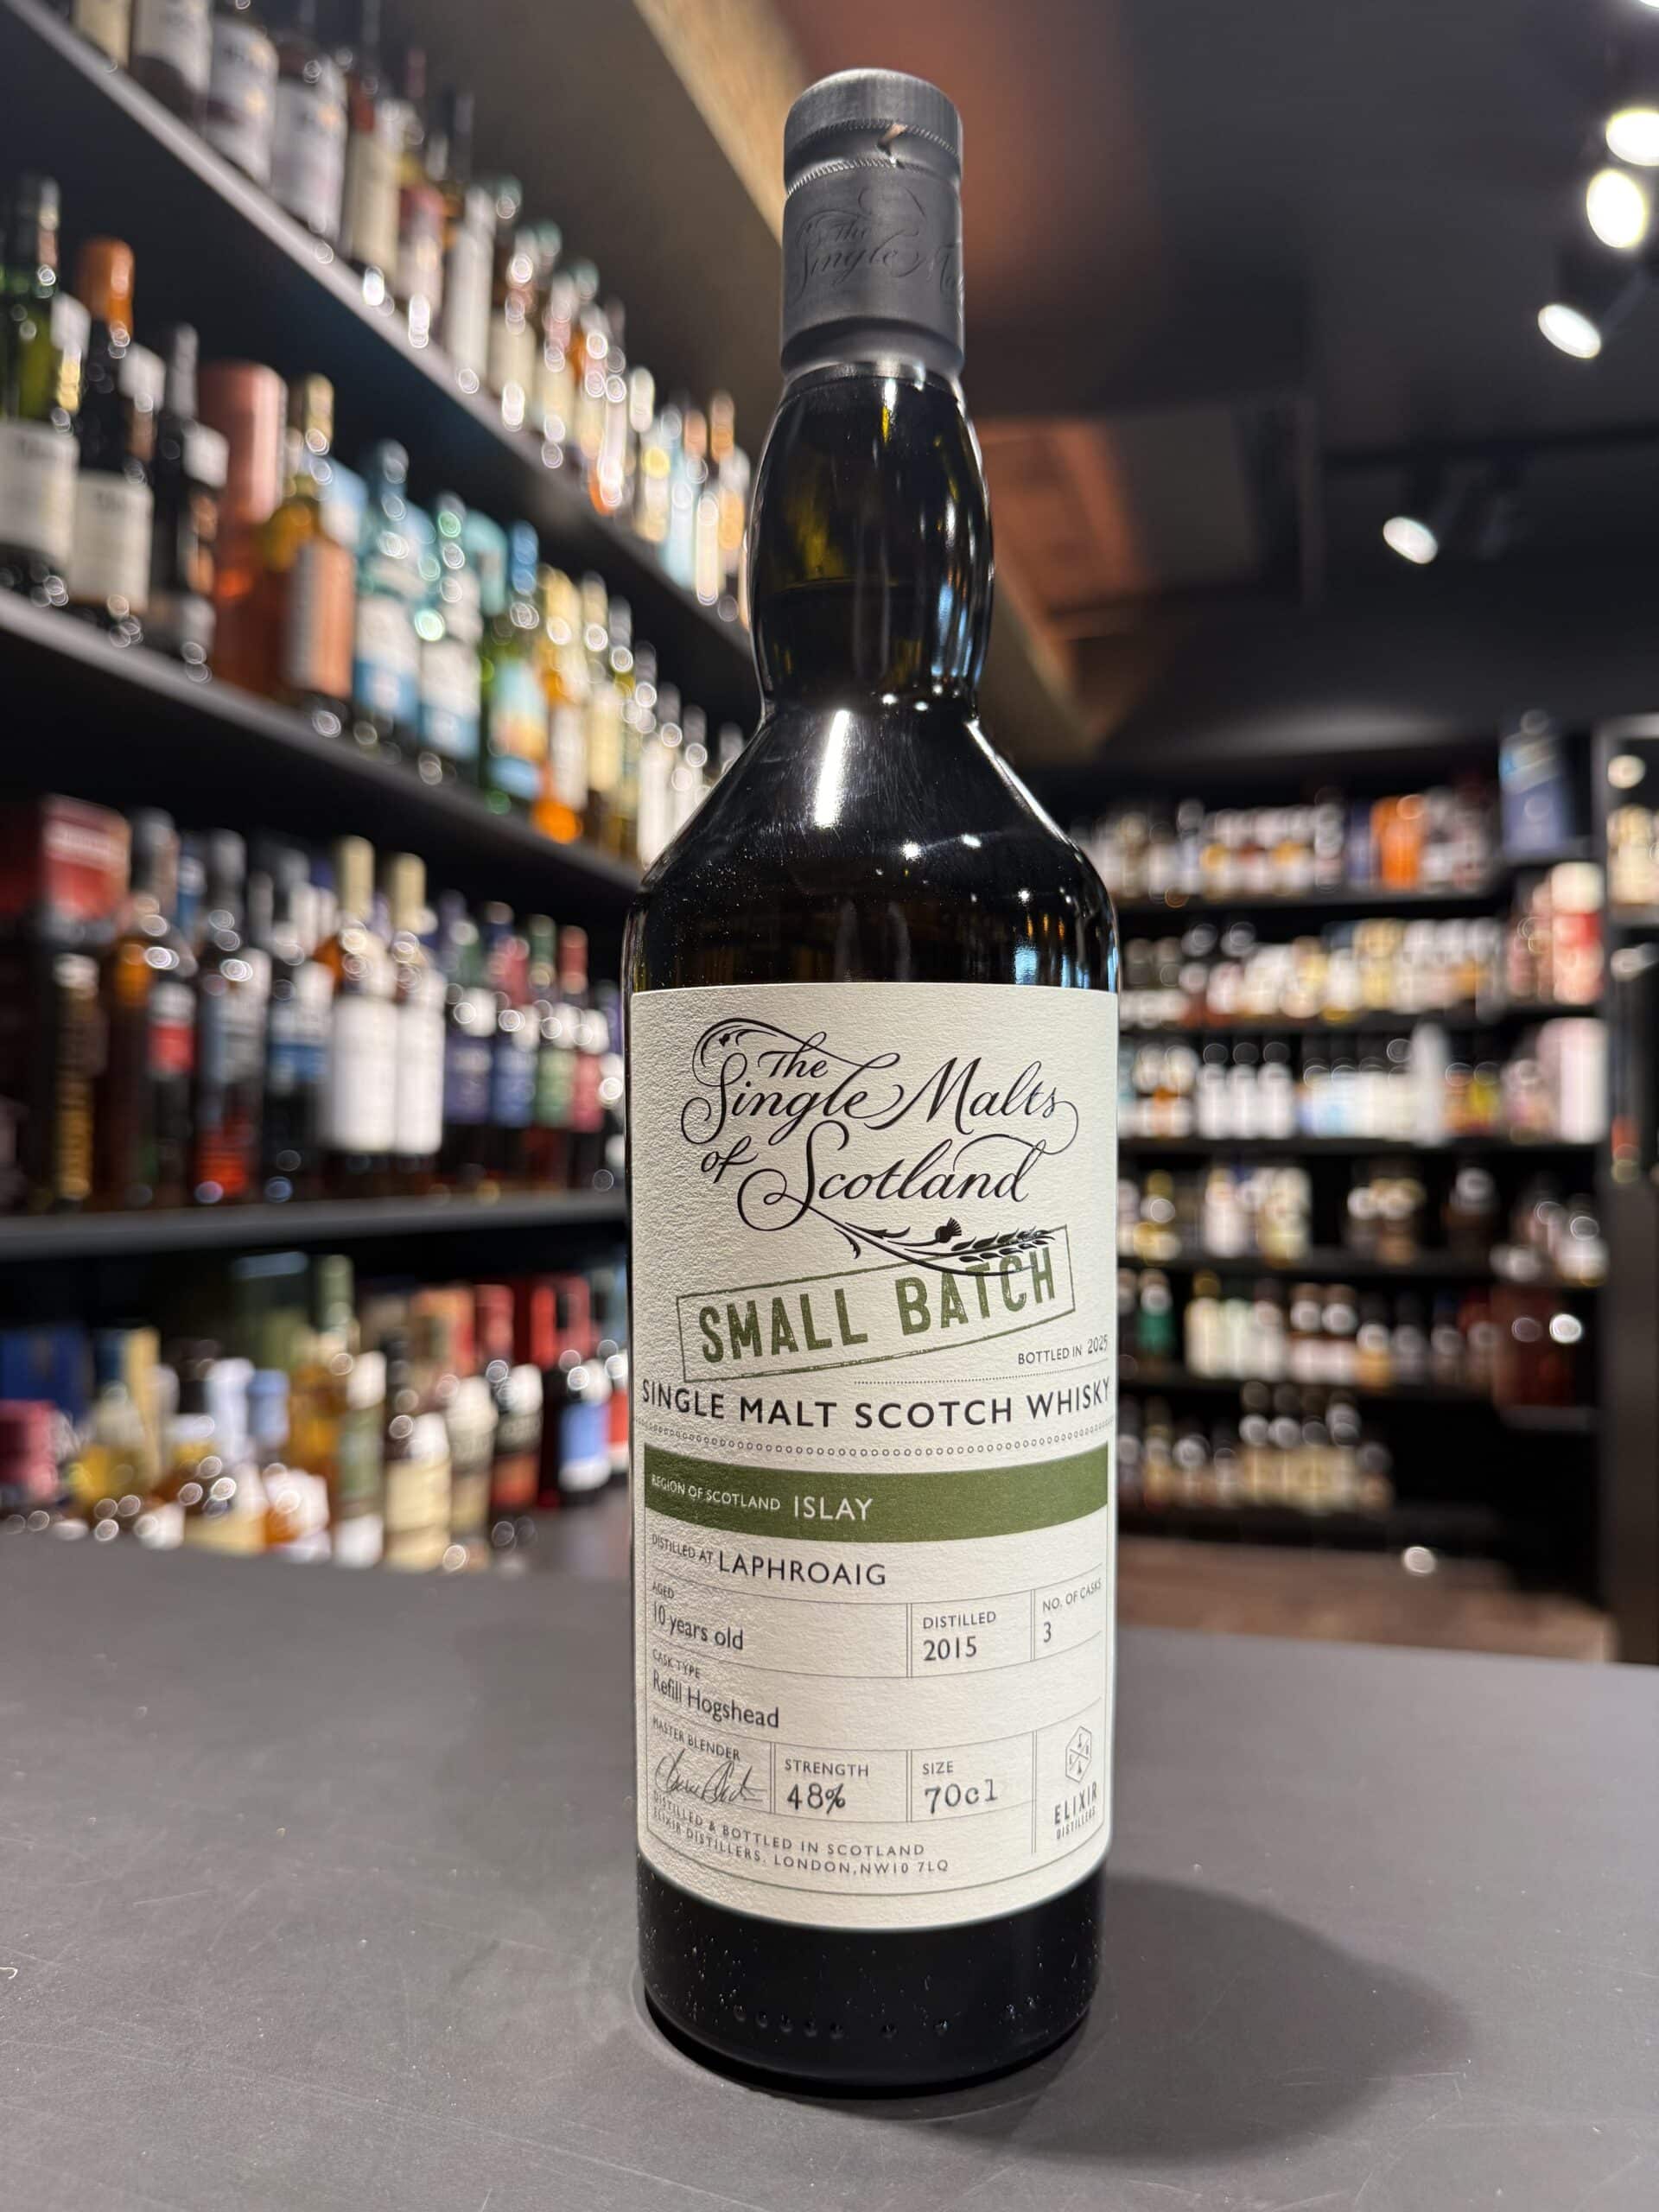 The
Single Malts
of Scotland
SMALL BATCH
BOTTLED IN 2025
SINGLE MALT SCOTCH WHISKY
REGION OF SCOTLAND ISLAY
DISTILLED AT LAPHROAIG
AGED
10 years old
DISTILLED
2015
NO. OF CASKS
3
CASK TYPE
Refill Hogshead
MASTER BLENDER
STRENGTH
48%
SIZE
70cl
ELIXIR
DISTILLERS
DISTILLED & BOTTLED IN SCOTLAND
ELIXIR DISTILLERS, LONDON, NW10 7LQ